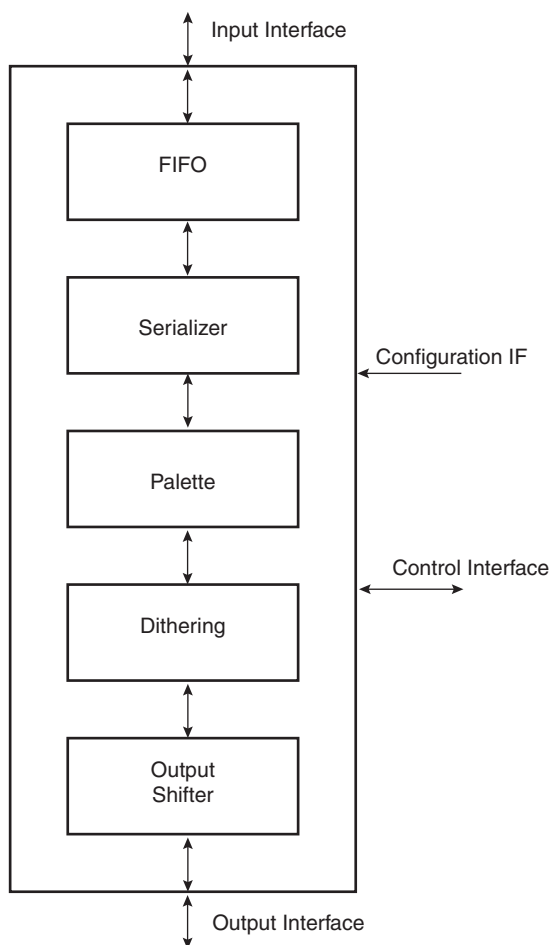 Input Interface
FIFO
Serializer
Configuration IF
Palette
Control Interface
Dithering
Output
Shifter
Output Interface